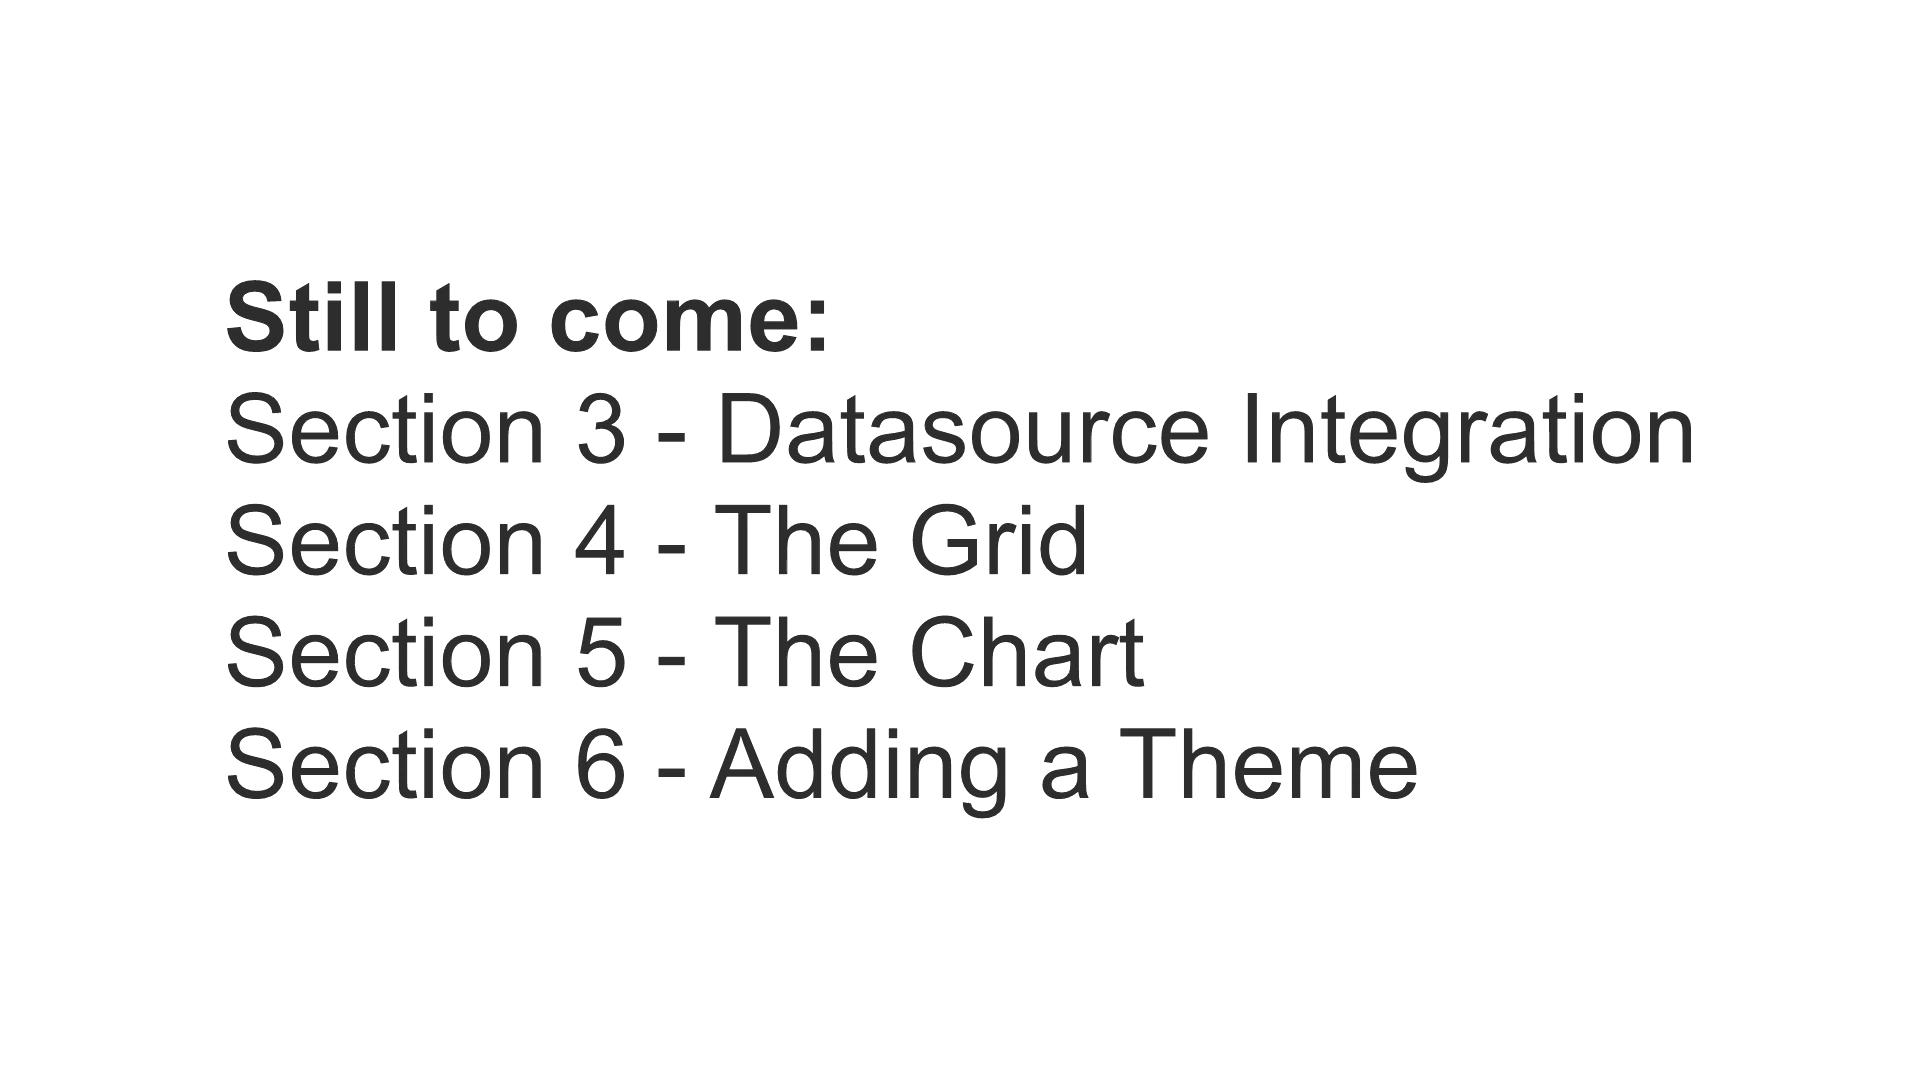 Still to come:
Section 3 - Datasource Integration
Section 4 - The Grid
Section 5 - The Chart
Section 6 - Adding a Theme